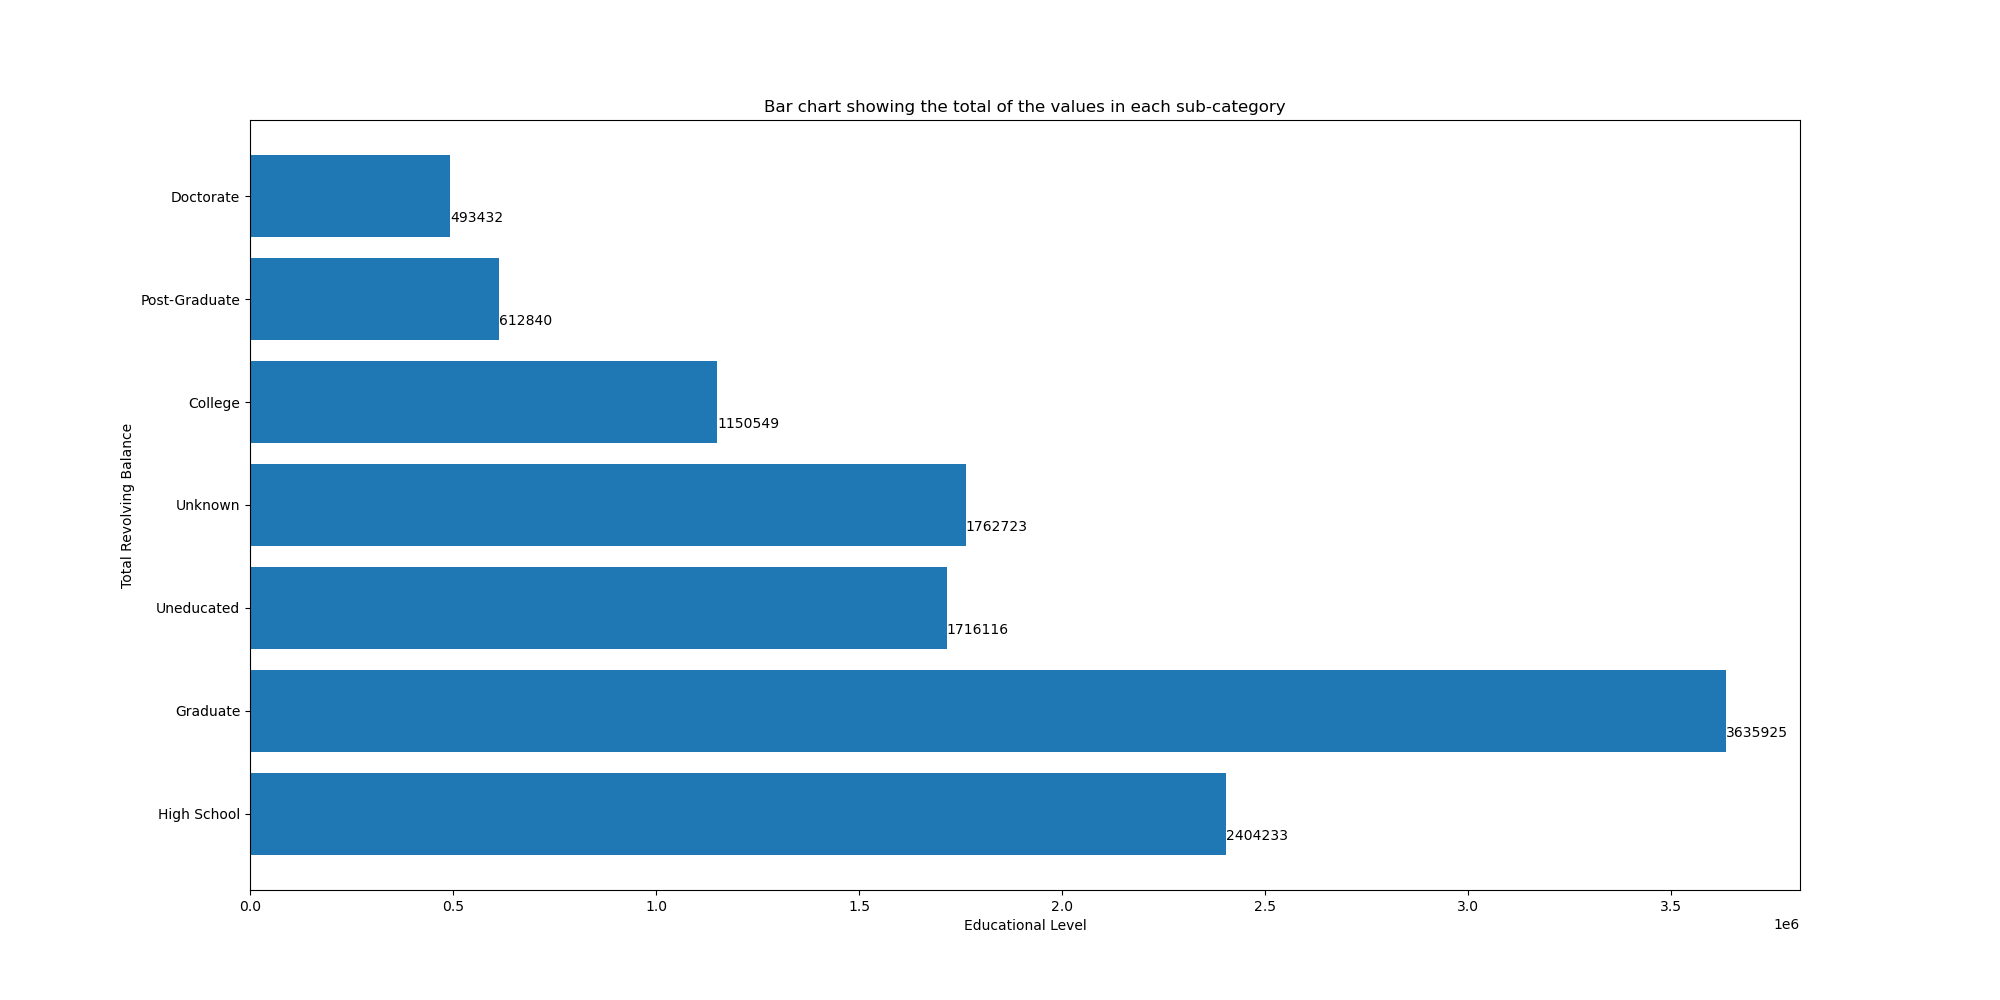 Bar chart showing the total of the values in each sub-category
Total Revolving Balance
Doctorate
493432
Post-Graduate
612840
College
1150549
Unknown
1762723
Uneducated
1716116
Graduate
3635925
High School
2404233
0.0 0.5 1.0 1.5 2.0 2.5 3.0 3.5
1e6
Educational Level